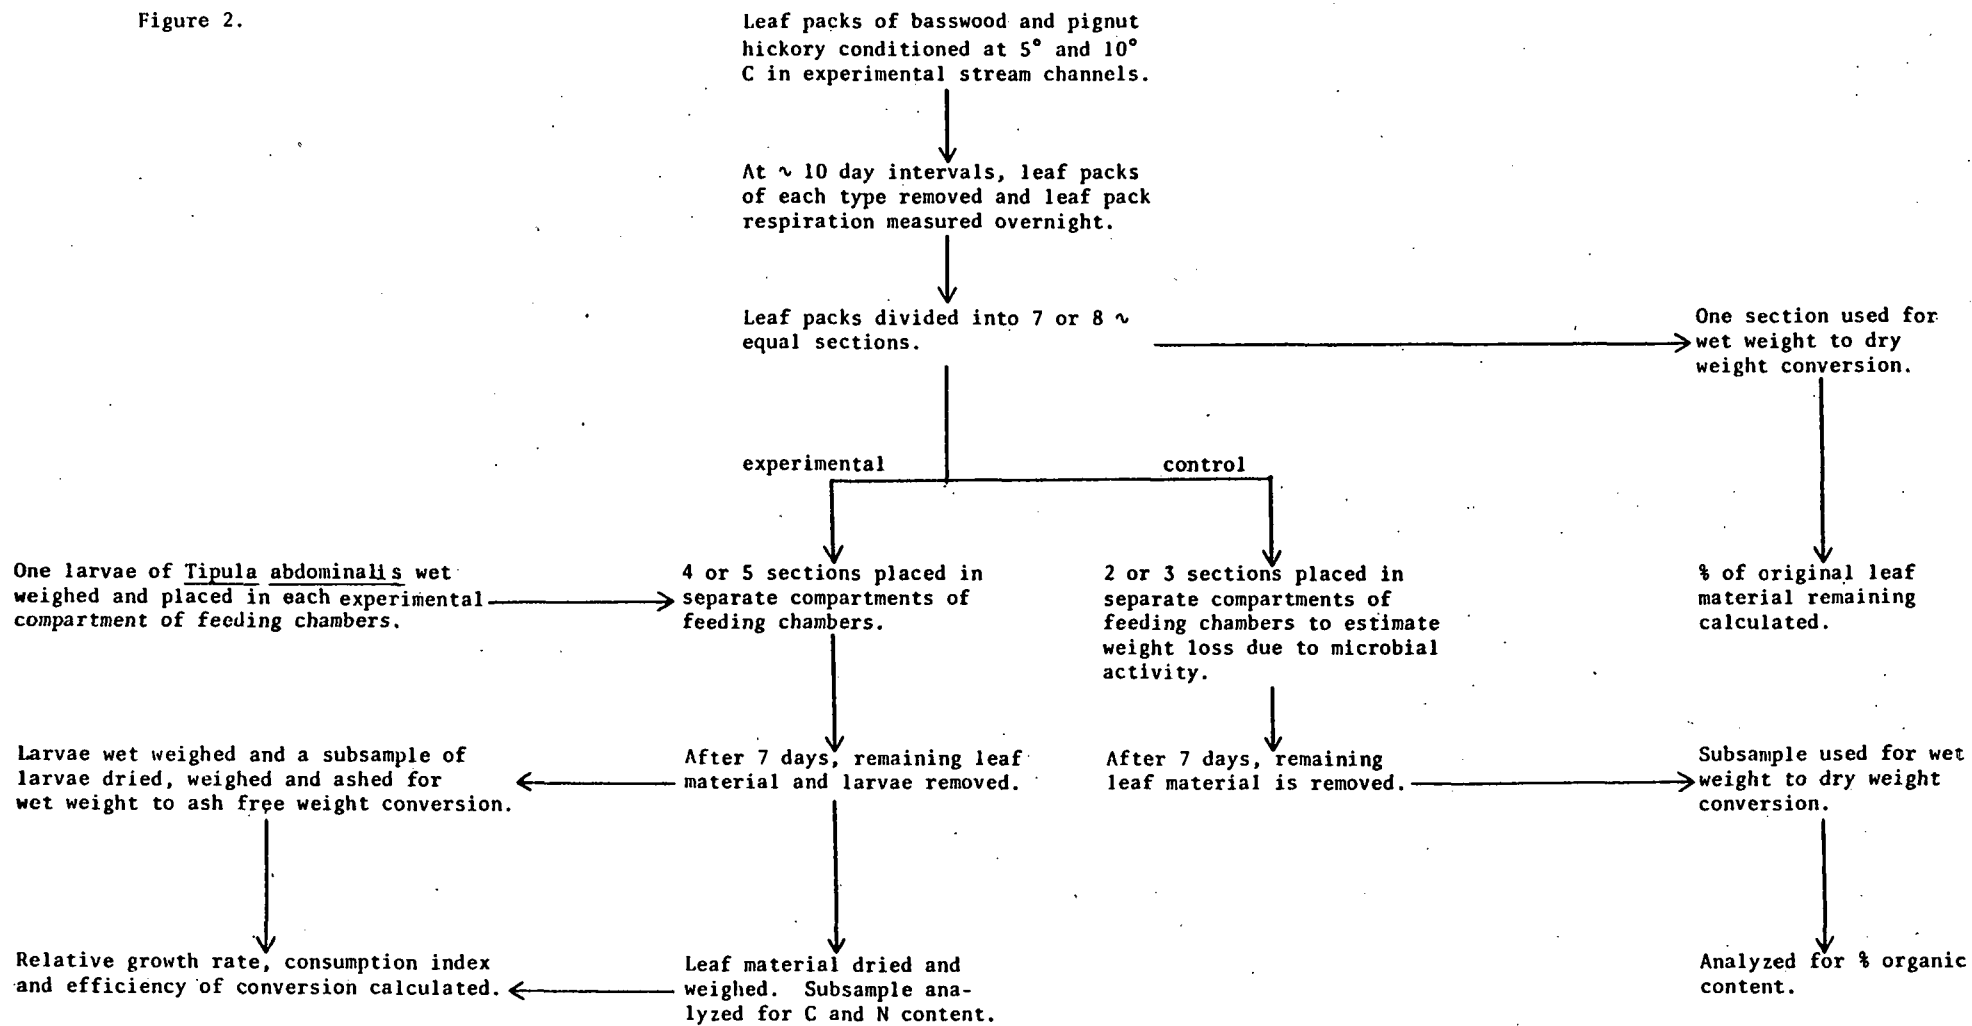 Figure 2.
Leaf packs of basswood and pignut
hickory conditioned at 5° and 10°
C in experimental stream channels.
At ~ 10 day intervals, leaf packs
of each type removed and leaf pack
respiration measured overnight.
Leaf packs divided into 7 or 8 ~
equal sections.
One section used for
wet weight to dry
weight conversion.
experimental
control
One larvae of Tipula abdominalis wet
weighed and placed in each experimental
compartment of feeding chambers.
4 or 5 sections placed in
separate compartments of
feeding chambers.
2 or 3 sections placed in
separate compartments of
feeding chambers to estimate
weight loss due to microbial
activity.
% of original leaf
material remaining
calculated.
Larvae wet weighed and a subsample of
larvae dried, weighed and ashed for
wet weight to ash free weight conversion.
After 7 days, remaining leaf
material and larvae removed.
After 7 days, remaining
leaf material is removed.
Subsample used for wet
weight to dry weight
conversion.
Relative growth rate, consumption index
and efficiency of conversion calculated.
Leaf material dried and
weighed. Subsample ana-
lyzed for C and N content.
Analyzed for % organic
content.